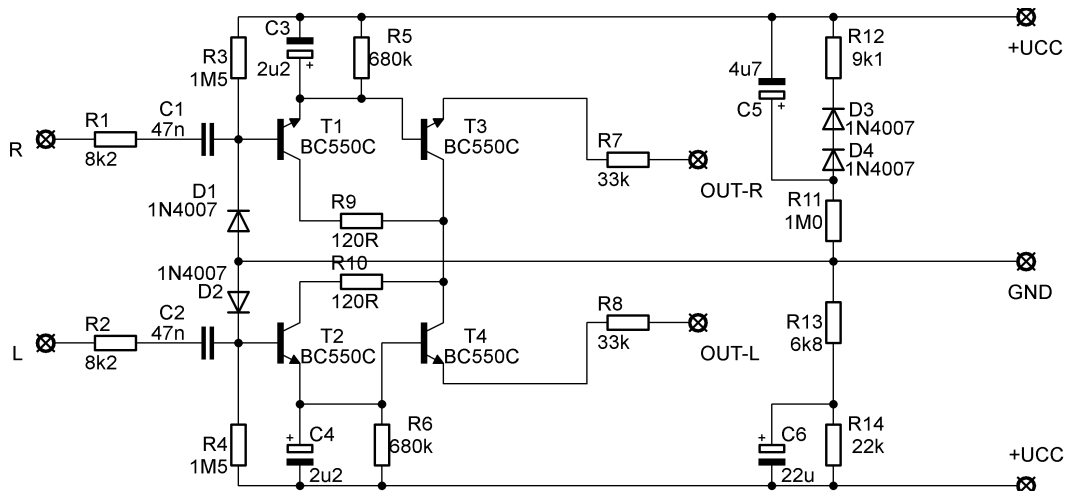 C3
R5
R12
+UCC
R3
680k
4u7
9k1
2u2
+
1M5
C5
+
D3
R1
C1
T1
T3
1N4007
R
47n
BC550C
BC550C
R7
D4
8k2
1N4007
33k
OUT-R
D1
R9
R11
1N4007
1M0
120R
1N4007
R10
D2
120R
GND
C2
R8
R2
47n
T2
T4
R13
L
BC550C
BC550C
33k
OUT-L
6k8
8k2
R6
R14
+
C4
+
C6
R4
680k
22k
+UCC
1M5
2u2
22u